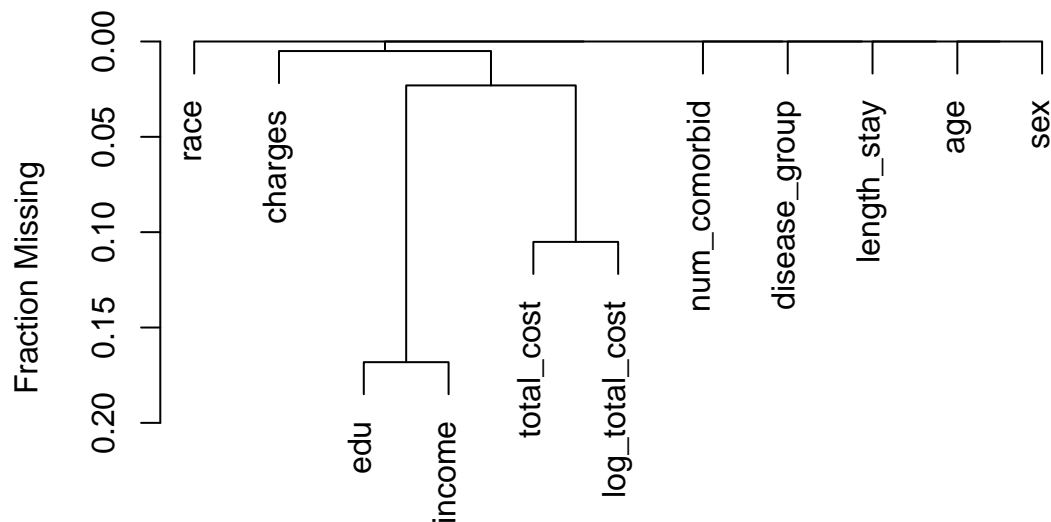 Fraction Missing
0.00
0.05
0.10
0.15
0.20
race
charges
edu
income
total_cost
log_total_cost
num_comorbid
disease_group
length_stay
age
sex